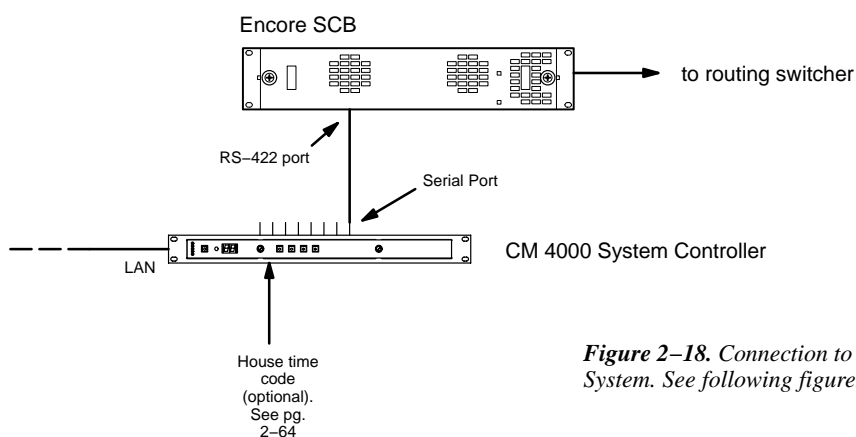 Encore SCB
to routing switcher
RS−422 port
Serial Port
LAN
CM 4000 System Controller
House time
code
(optional).
See pg.
2−64
Figure 2−18. Connection to
System. See following figure